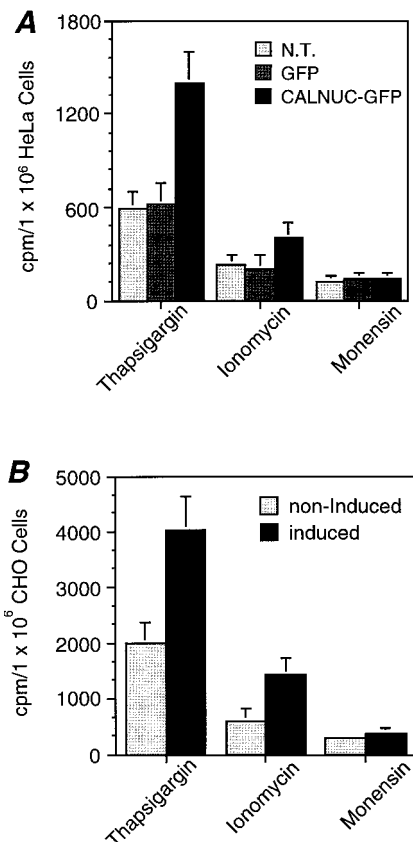 A
1800
1200
600
0
cpm/1 x 10⁶ HeLa Cells
N.T.
GFP
CALNUC-GFP
Thapsigargin
Ionomycin
Monensin
B
5000
4000
3000
2000
1000
0
cpm/1 x 10⁶ CHO Cells
non-Induced
induced
Thapsigargin
Ionomycin
Monensin